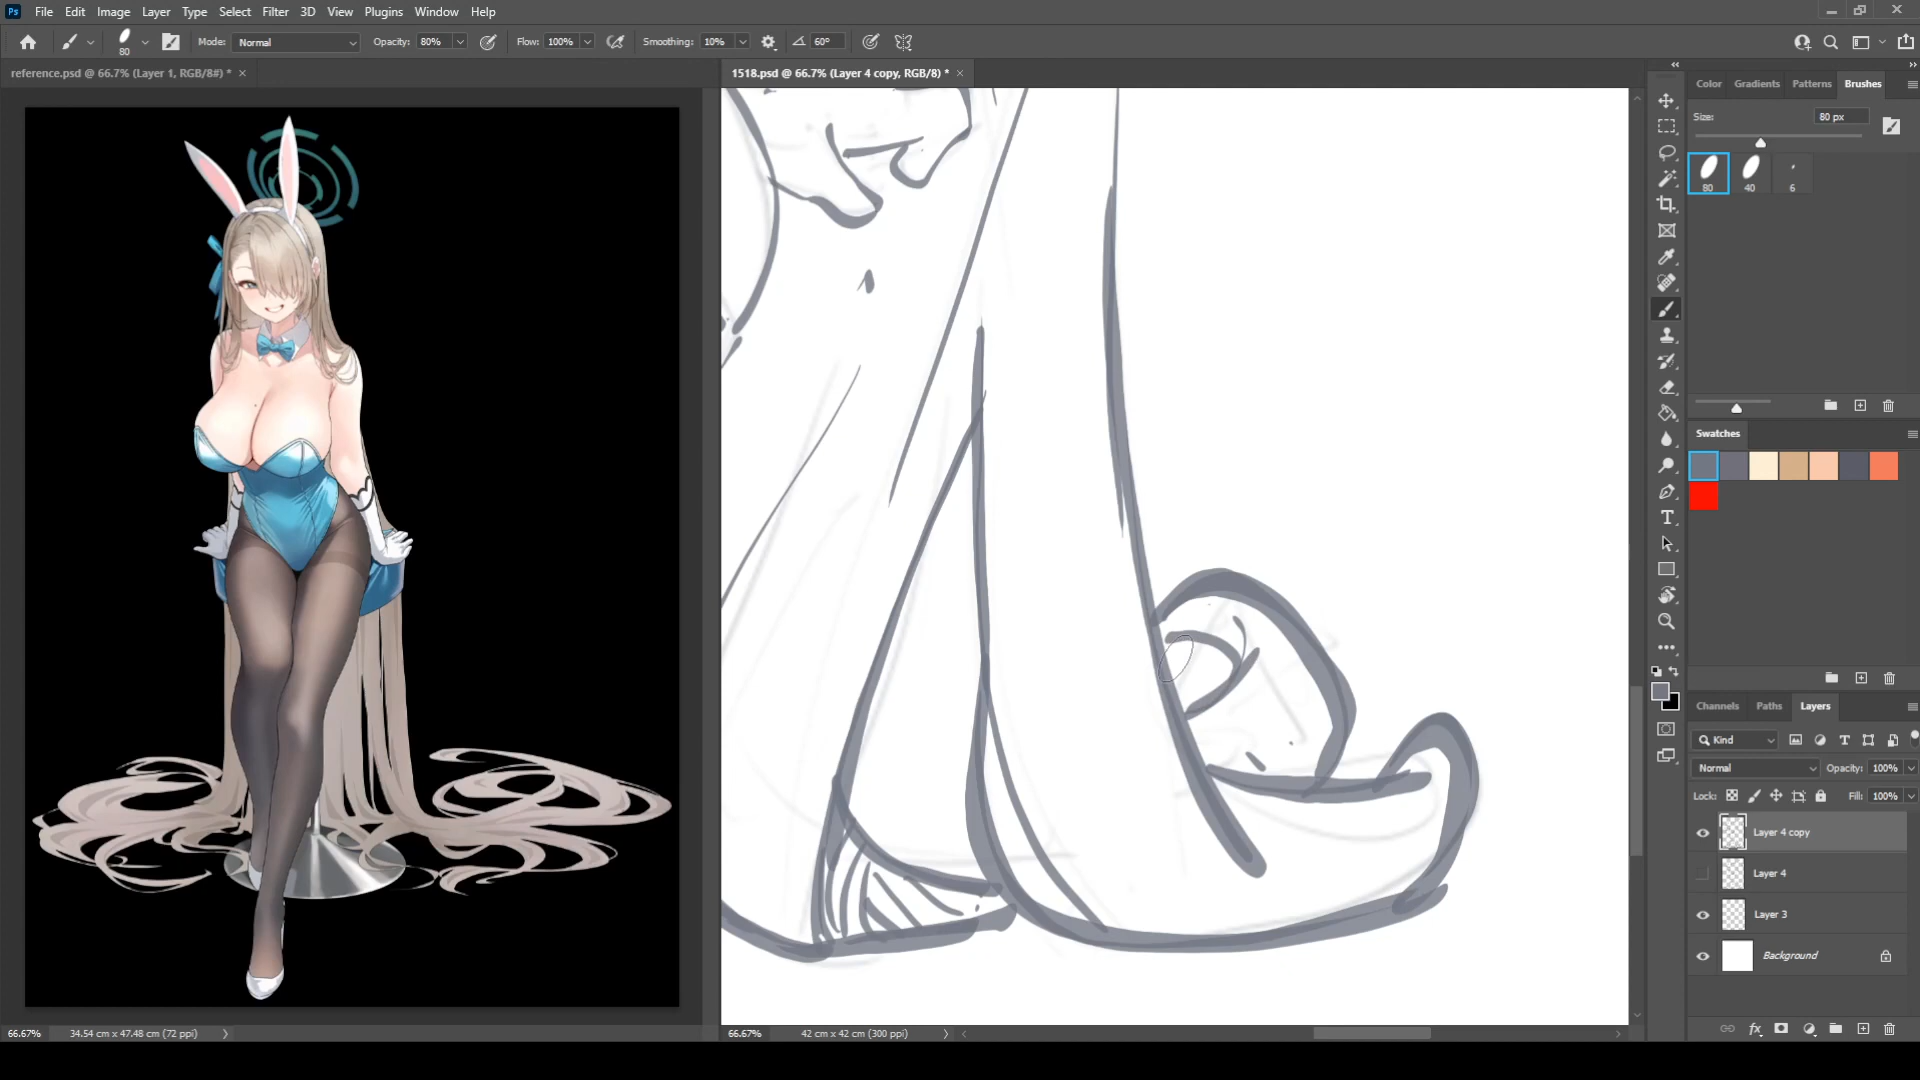 Ps File Edit Image Layer Type Select Filter 3D View Plugins Window Help
80 Mode: Normal Opacity: 80% Flow: 100% Smoothing: 10% 60°
reference.psd @ 66.7% (Layer 1, RGB/8#) * ×
1518.psd @ 66.7% (Layer 4 copy, RGB/8) * ×
Color Gradients Patterns Brushes
Size: 80 px
80 40 6
Swatches
Channels Paths Layers
Kind
Normal Opacity: 100%
Lock: Fill: 100%
Layer 4 copy
Layer 4
Layer 3
Background
fx
66.67% 34.54 cm x 47.48 cm (72 ppi)
66.67% 42 cm x 42 cm (300 ppi)